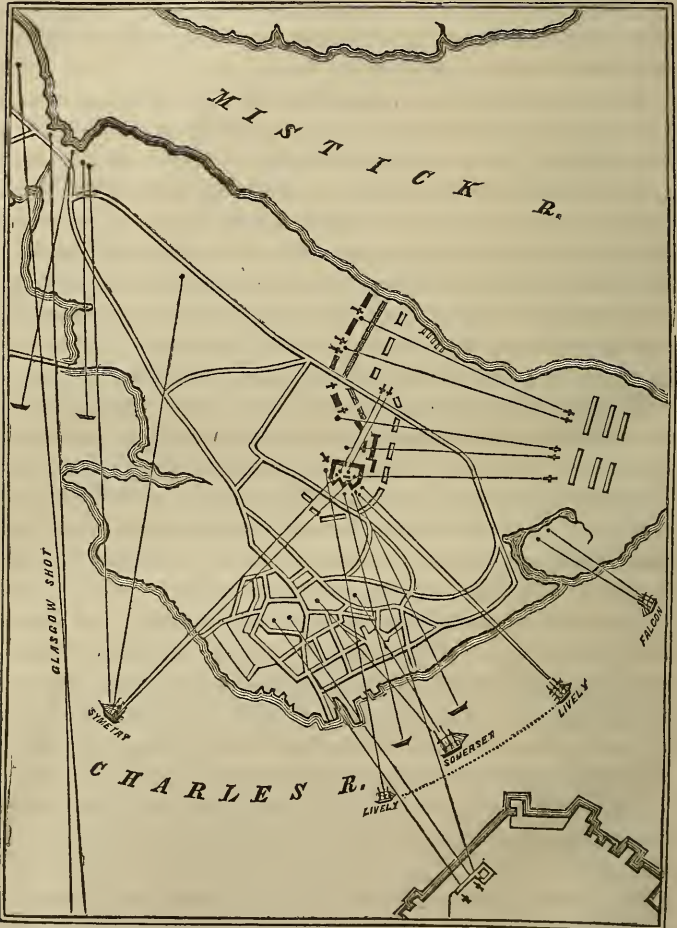 MISTICK R.
GLASGOW SHOT
FALCON
LIVELY
SYMETRY
SOMERSET
CHARLES R.
LIVELY